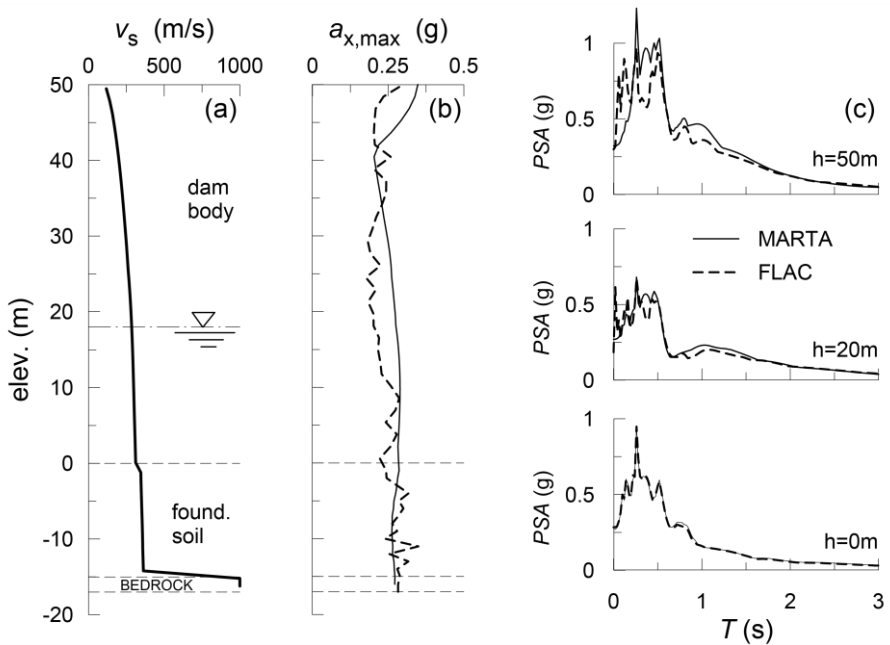 v_s (m/s)
0 500 1000
a_x,max (g)
0 0.25 0.5
50
40
30
20
10
0
-10
-20
elev. (m)
(a)
dam
body
found.
soil
BEDROCK
(b)
(c)
1
0.5
0
PSA (g)
h=50m
MARTA
FLAC
1
0.5
0
PSA (g)
h=20m
1
0.5
0
PSA (g)
h=0m
0 1 2 3
T (s)